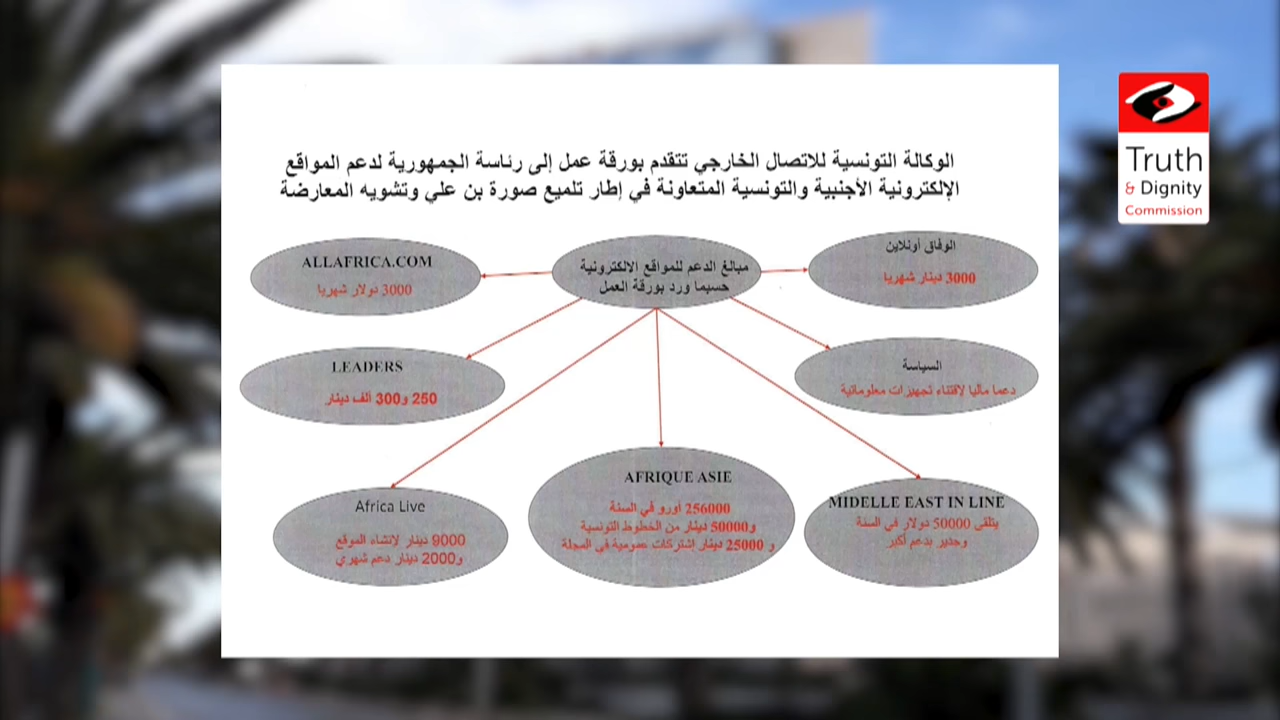 الوكالة التونسية للاتصال الخارجي تتقدم بورقة عمل إلى رئاسة الجمهورية لدعم المواقع
الإلكترونية الأجنبية والتونسية المتعاونة في إطار تلميع صورة بن علي وتشويه المعارضة
مبالغ الدعم للمواقع الالكترونية
حسبما ورد بورقة العمل
الوفاق أونلاين
3000 دينار شهريا
ALLAFRICA.COM
3000 دولار شهريا
السياسة
دعما ماليا لاقتناء تجهيزات معلوماتية
LEADERS
250 و300 ألف دينار
MIDELLE EAST IN LINE
يتلقى 50000 دولار في السنة
وجدير بدعم أكبر
AFRIQUE ASIE
256000 أورو في السنة
و50000 دينار من الخطوط التونسية
و 25000 دينار إشتركات عمومية في المجلة
Africa Live
9000 دينار لإنشاء الموقع
و2000 دينار دعم شهري
Truth
& Dignity
Commission